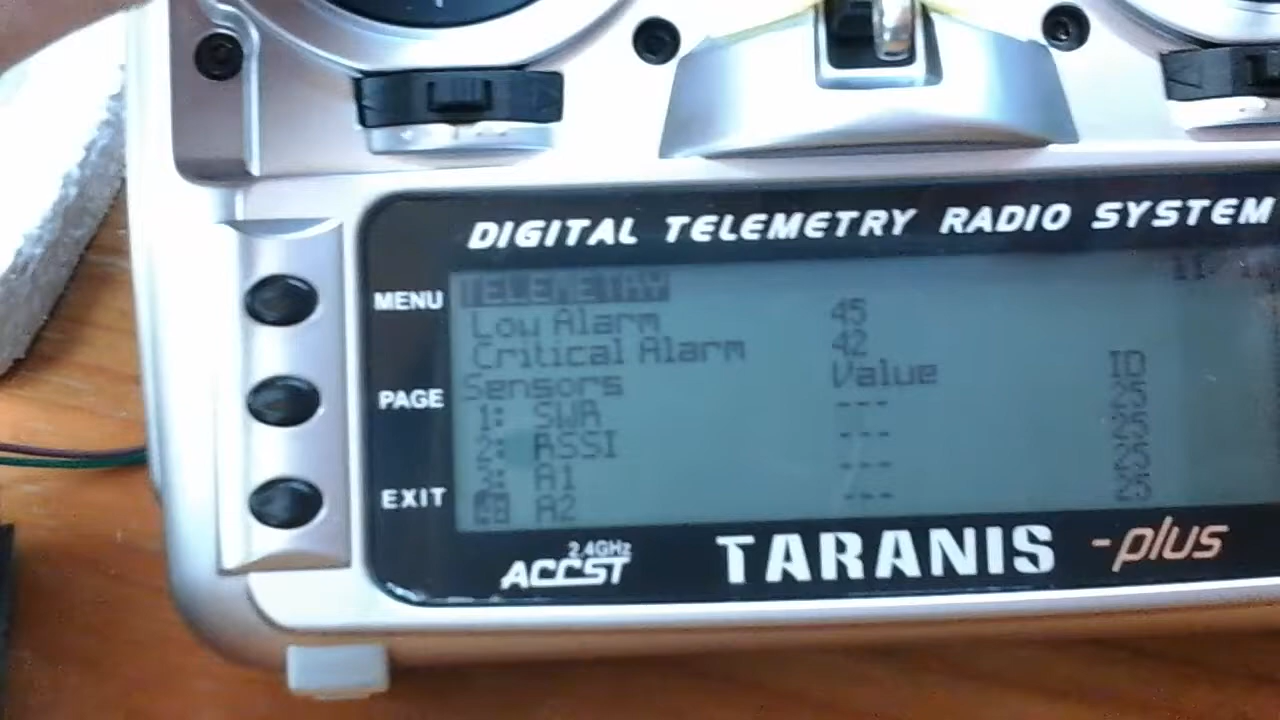 DIGITAL TELEMETRY RADIO SYSTEM
MENU
PAGE
EXIT
TELEMETRY
Low Alarm 45
Critical Alarm 42
Sensors Value ID
1: SWR --- 25
2: RSSI --- 25
3: A1 --- 25
A2 --- 25
2.4GHz
ACCST
TARANIS -plus